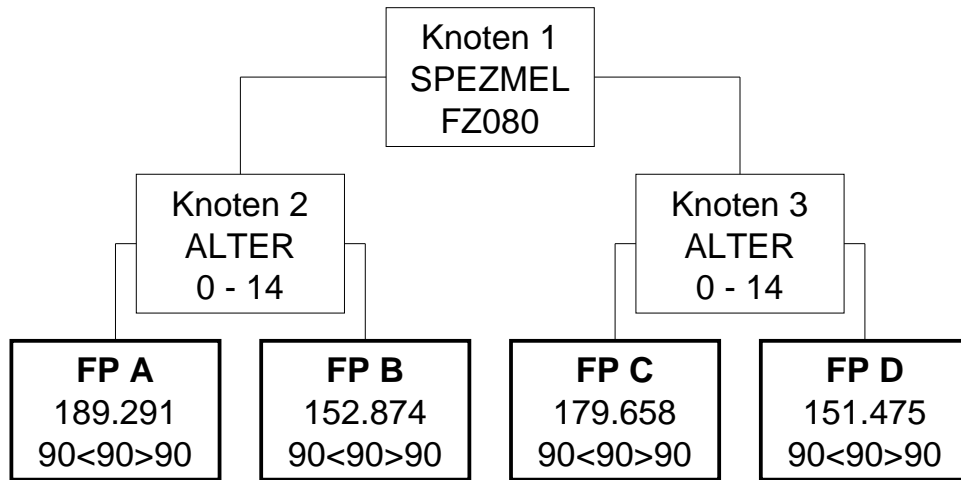 Knoten 1
SPEZMEL
FZ080
Knoten 2
ALTER
0 - 14
Knoten 3
ALTER
0 - 14
FP A
189.291
90<90>90
FP B
152.874
90<90>90
FP C
179.658
90<90>90
FP D
151.475
90<90>90